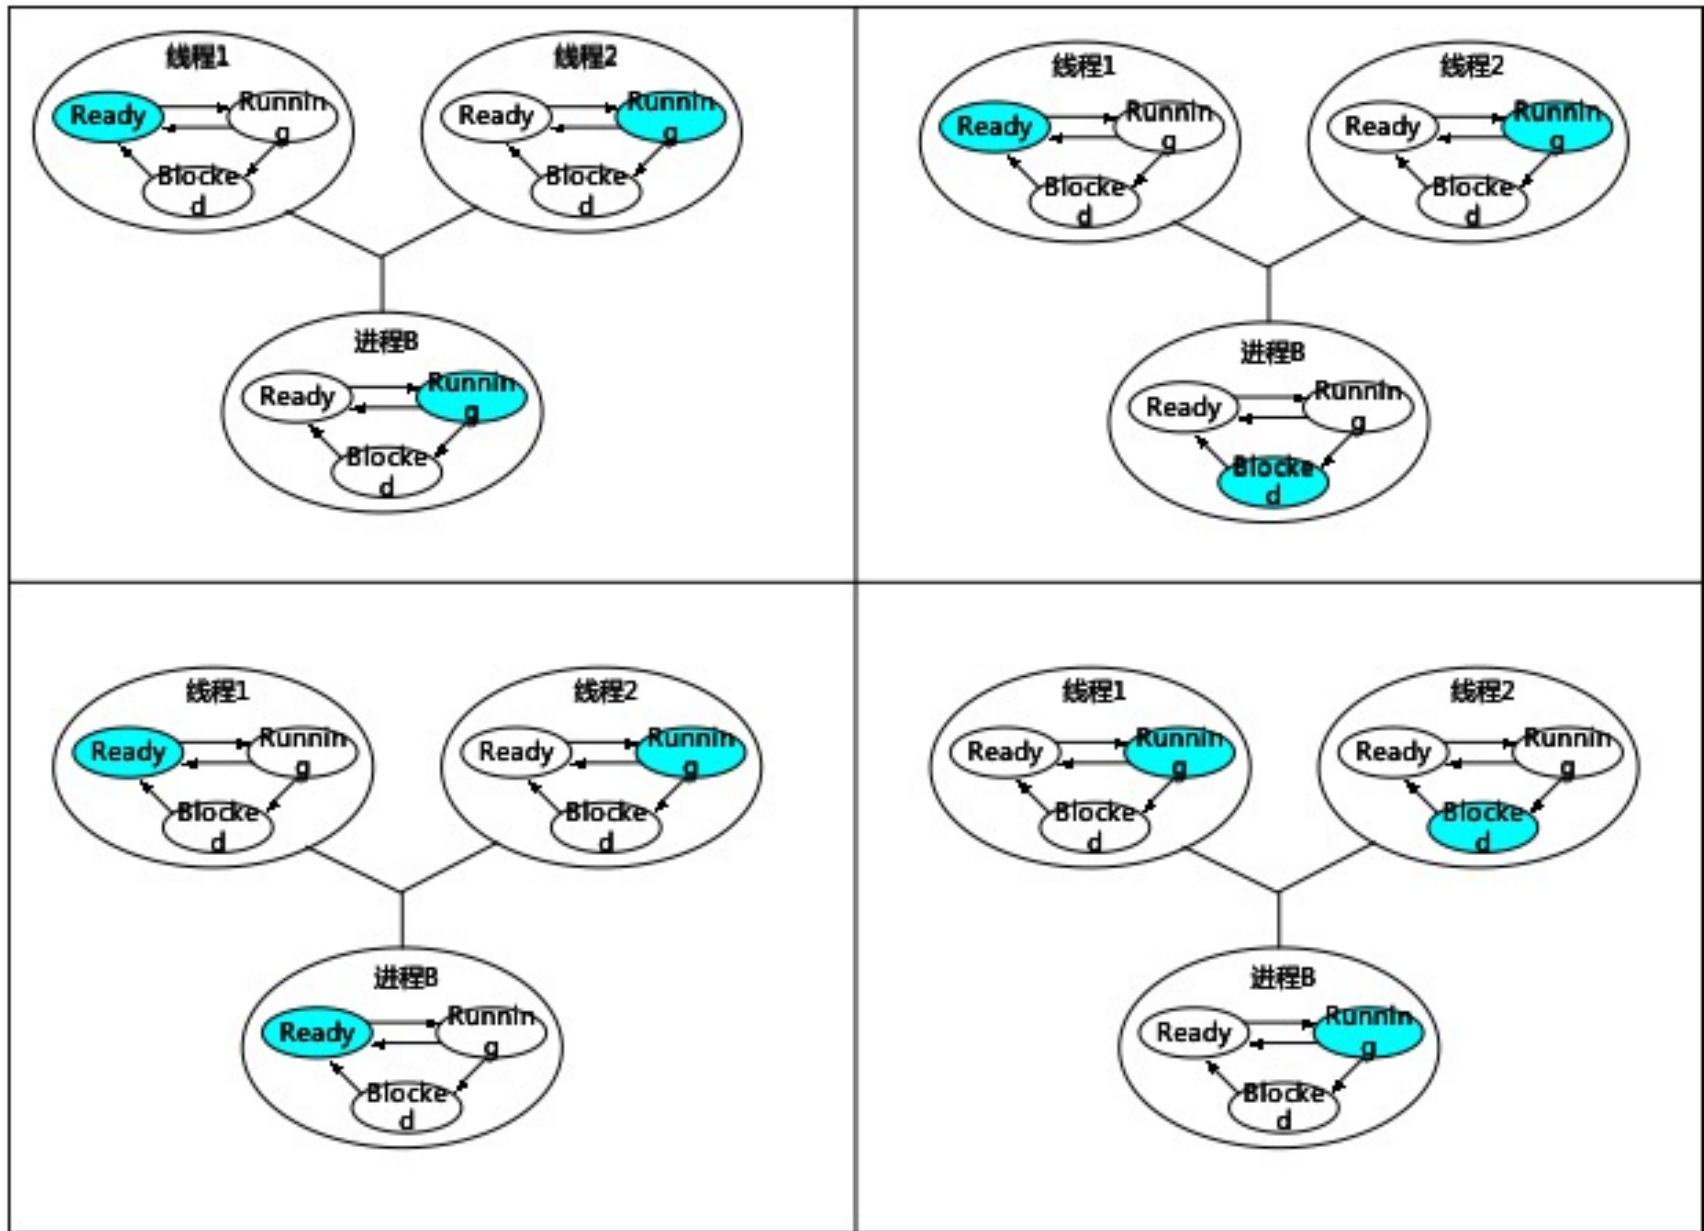 线程1
Ready
Runnin
g
Blocke
d
线程2
Ready
Runnin
g
Blocke
d
进程B
Ready
Runnin
g
Blocke
d
线程1
Ready
Runnin
g
Blocke
d
线程2
Ready
Runnin
g
Blocke
d
进程B
Ready
Runnin
g
Blocke
d
线程1
Ready
Runnin
g
Blocke
d
线程2
Ready
Runnin
g
Blocke
d
进程B
Ready
Runnin
g
Blocke
d
线程1
Ready
Runnin
g
Blocke
d
线程2
Ready
Runnin
g
Blocke
d
进程B
Ready
Runnin
g
Blocke
d